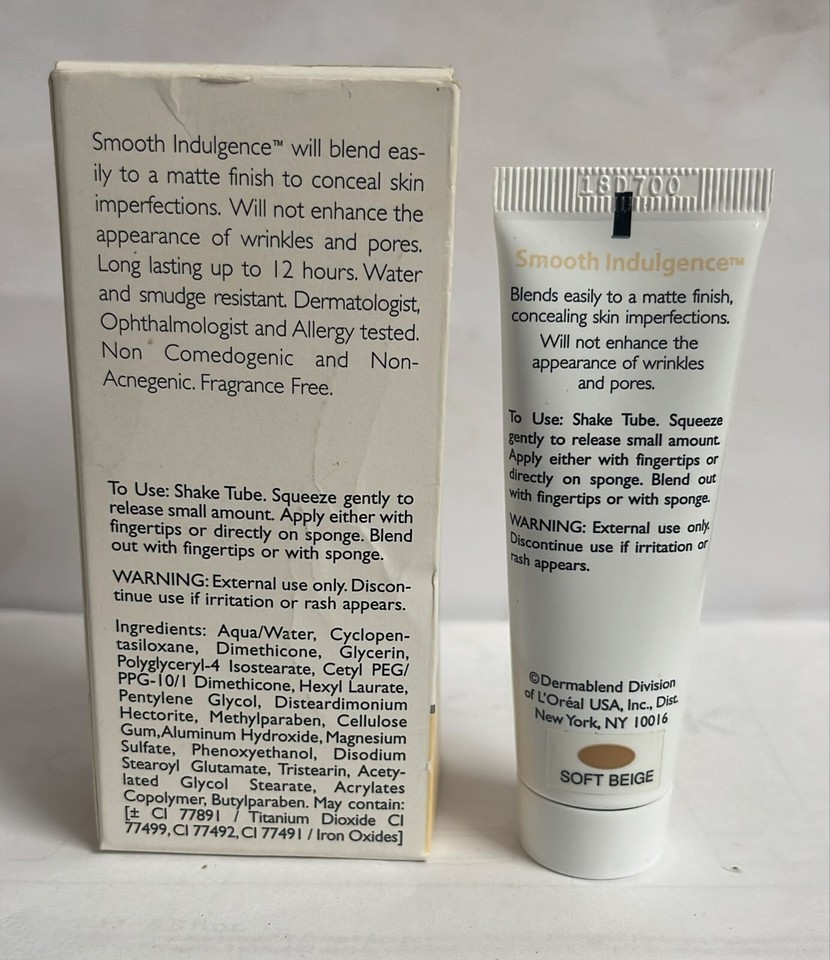 Smooth Indulgence™ will blend eas-
ily to a matte finish to conceal skin
imperfections. Will not enhance the
appearance of wrinkles and pores.
Long lasting up to 12 hours. Water
and smudge resistant. Dermatologist,
Ophthalmologist and Allergy tested.
Non Comedogenic and Non-
Acnegenic. Fragrance Free.
To Use: Shake Tube. Squeeze gently to
release small amount. Apply either with
fingertips or directly on sponge. Blend
out with fingertips or with sponge.
WARNING: External use only. Discon-
tinue use if irritation or rash appears.
Ingredients: Aqua/Water, Cyclopen-
tasiloxane, Dimethicone, Glycerin,
Polyglyceryl-4 Isostearate, Cetyl PEG/
PPG-10/1 Dimethicone, Hexyl Laurate,
Pentylene Glycol, Disteardimonium
Hectorite, Methylparaben, Cellulose
Gum, Aluminum Hydroxide, Magnesium
Sulfate, Phenoxyethanol, Disodium
Stearoyl Glutamate, Tristearin, Acety-
lated Glycol Stearate, Acrylates
Copolymer, Butylparaben. May contain:
[± CI 77891 / Titanium Dioxide CI
77499, CI 77492, CI 77491 / Iron Oxides]
Smooth Indulgence™
Blends easily to a matte finish,
concealing skin imperfections.
Will not enhance the
appearance of wrinkles
and pores.
To Use: Shake Tube. Squeeze
gently to release small amount.
Apply either with fingertips or
directly on sponge. Blend out
with fingertips or with sponge.
WARNING: External use only.
Discontinue use if irritation or
rash appears.
©Dermablend Division
of L'Oréal USA, Inc., Dist.
New York, NY 10016
SOFT BEIGE